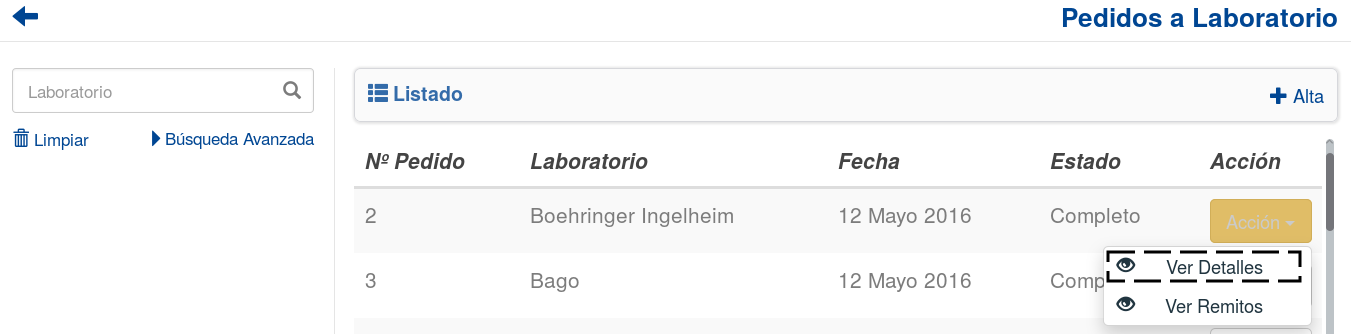 Pedidos a Laboratorio
Laboratorio
Limpiar
Búsqueda Avanzada
Listado
Alta
Nº Pedido Laboratorio Fecha Estado Acción
2 Boehringer Ingelheim 12 Mayo 2016 Completo Acción
3 Bago 12 Mayo 2016 Comp
Ver Detalles
Ver Remitos